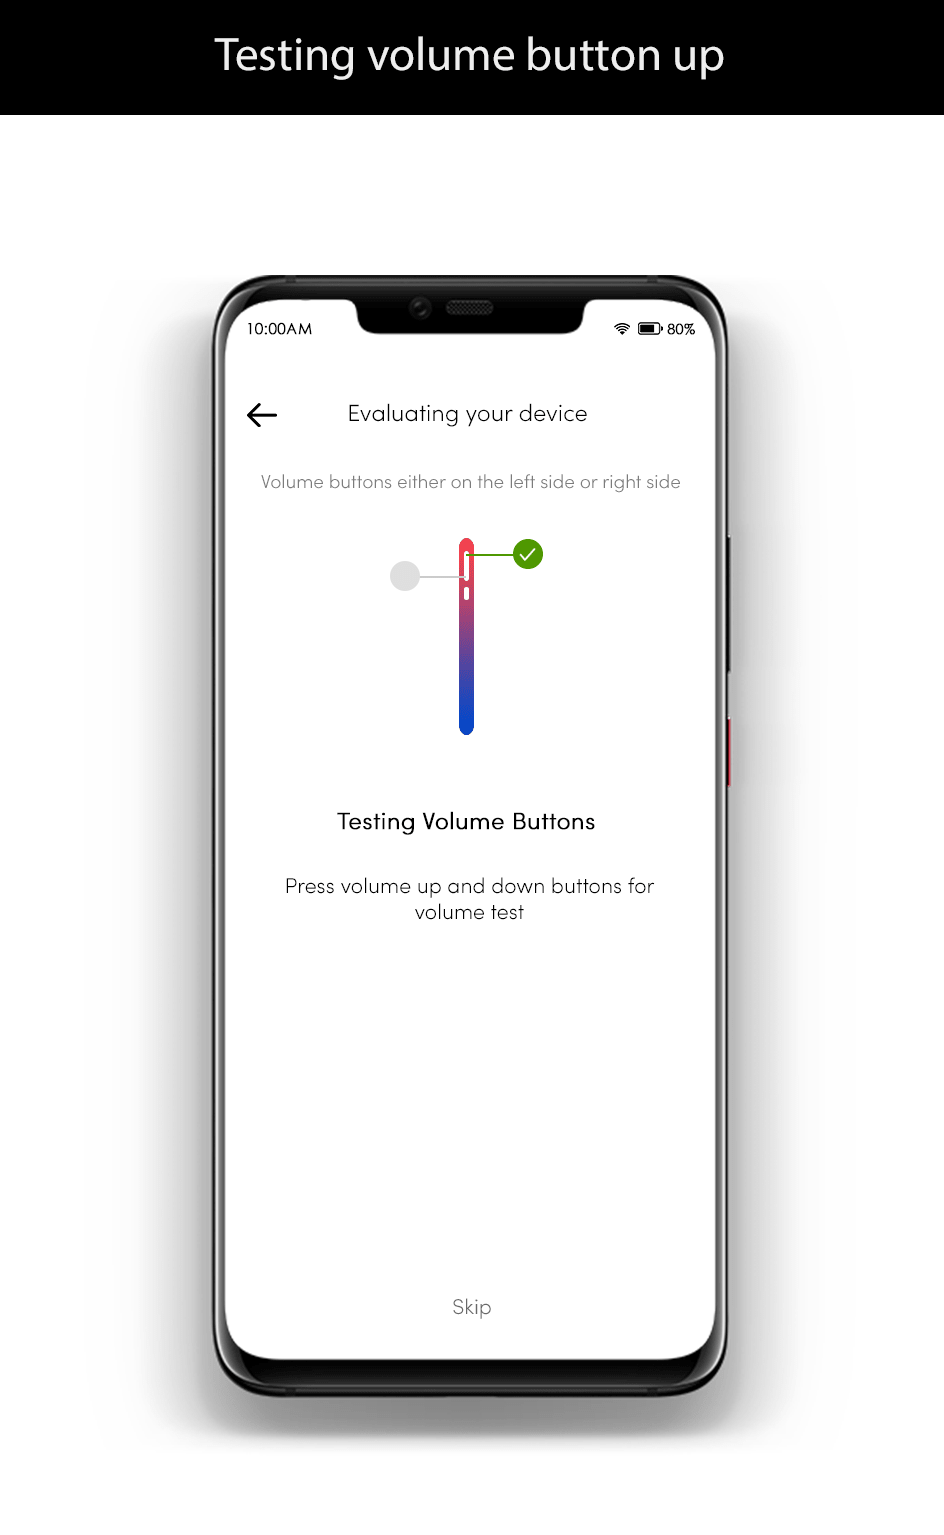 Testing volume button up
10:00AM
80%
Evaluating your device
Volume buttons either on the left side or right side
Testing Volume Buttons
Press volume up and down buttons for
volume test
Skip